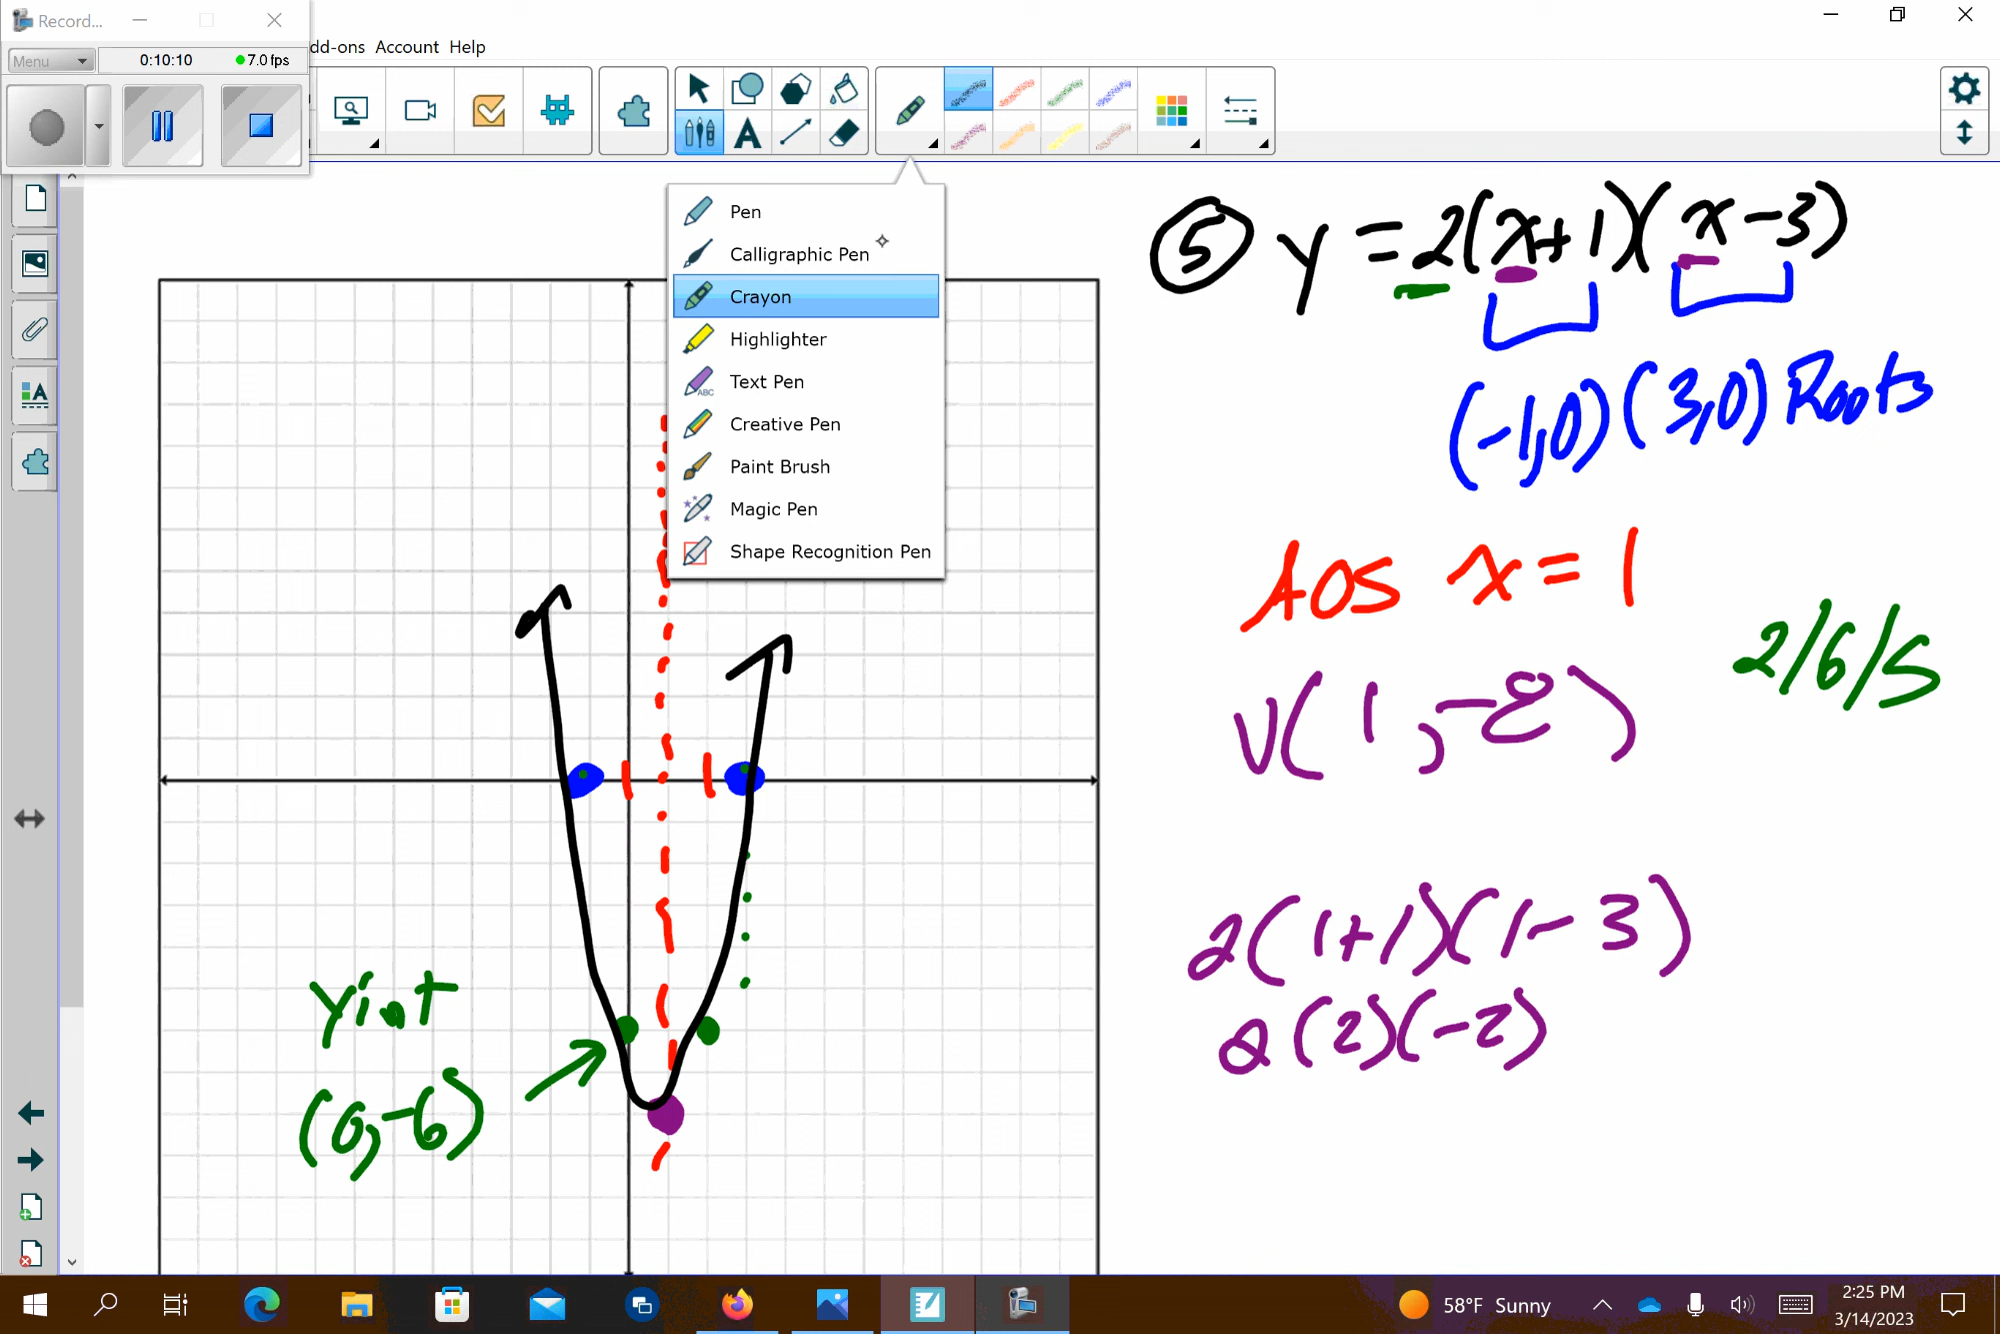 Record...
Menu
0:10:10
7.0 fps
dd-ons Account Help
Pen
Calligraphic Pen
Crayon
Highlighter
Text Pen
ABC
Creative Pen
Paint Brush
Magic Pen
Shape Recognition Pen
⑤ y = 2(x+1)(x-3)
(-1,0) (3,0) Roots
AOS x = 1
2/6/5
V(1,-8)
2(1+1)(1-3)
2(2)(-2)
Yint
(0,-6)
58°F Sunny
2:25 PM
3/14/2023